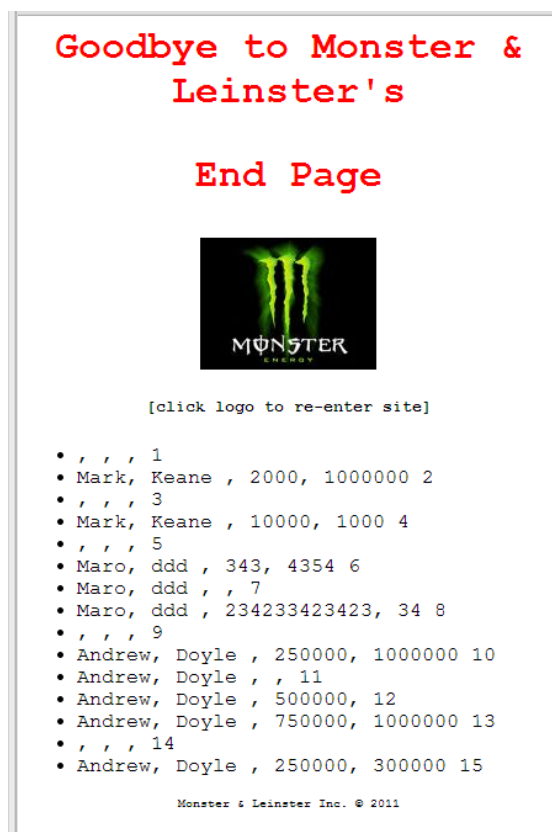 Goodbye to Monster &
Leinster's
End Page
MONSTER
ENERGY
[click logo to re-enter site]
• , , , 1
• Mark, Keane , 2000, 1000000 2
• , , , 3
• Mark, Keane , 10000, 1000 4
• , , , 5
• Maro, ddd , 343, 4354 6
• Maro, ddd , , 7
• Maro, ddd , 234233423423, 34 8
• , , , 9
• Andrew, Doyle , 250000, 1000000 10
• Andrew, Doyle , , 11
• Andrew, Doyle , 500000, 12
• Andrew, Doyle , 750000, 1000000 13
• , , , 14
• Andrew, Doyle , 250000, 300000 15
Monster & Leinster Inc. © 2011